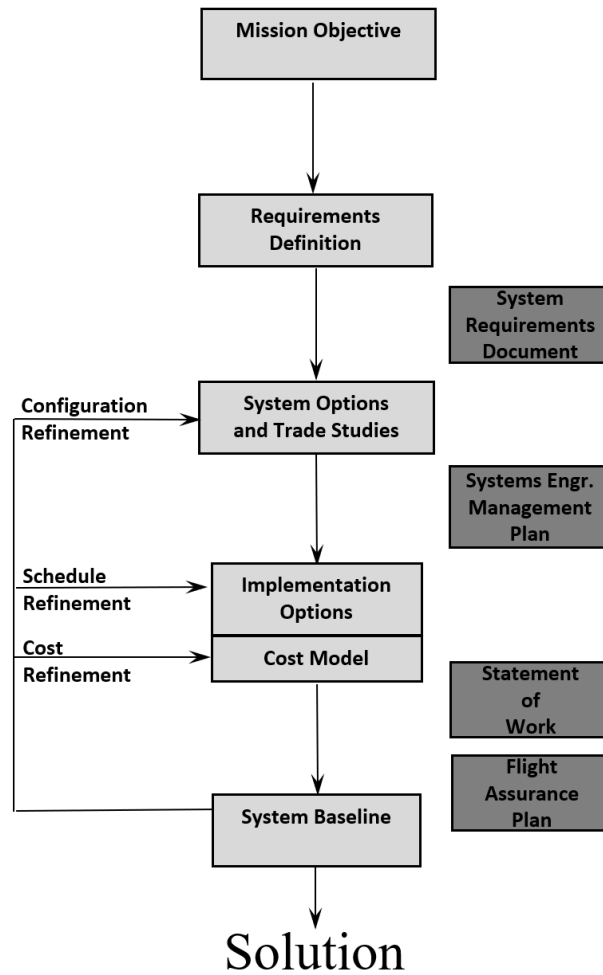 Mission Objective
Requirements
Definition
System
Requirements
Document
Configuration
Refinement
System Options
and Trade Studies
Systems Engr.
Management
Plan
Schedule
Refinement
Implementation
Options
Cost
Refinement
Cost Model
Statement
of
Work
Flight
Assurance
Plan
System Baseline
Solution